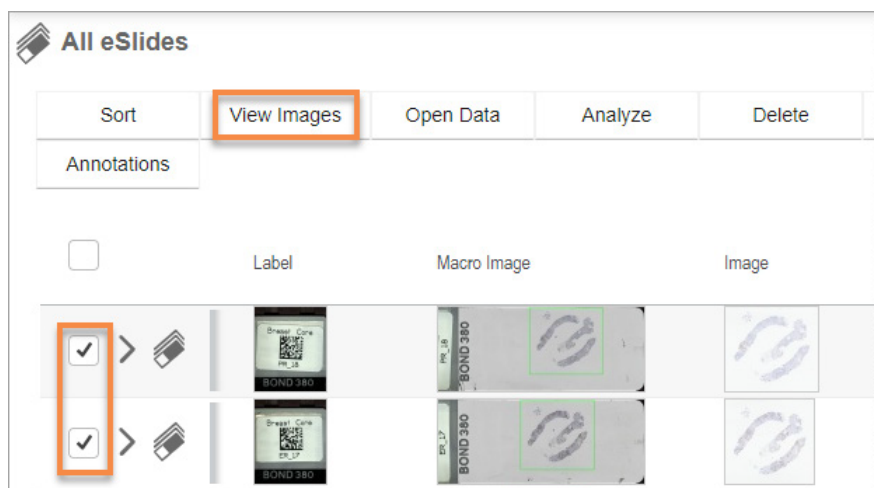 All eSlides
Sort View Images Open Data Analyze Delete
Annotations
Label Macro Image Image
Breast Core
PR_18
BOND 380
PR_18
BOND 380
Breast Core
ER_17
BOND 380
ER_17
BOND 380